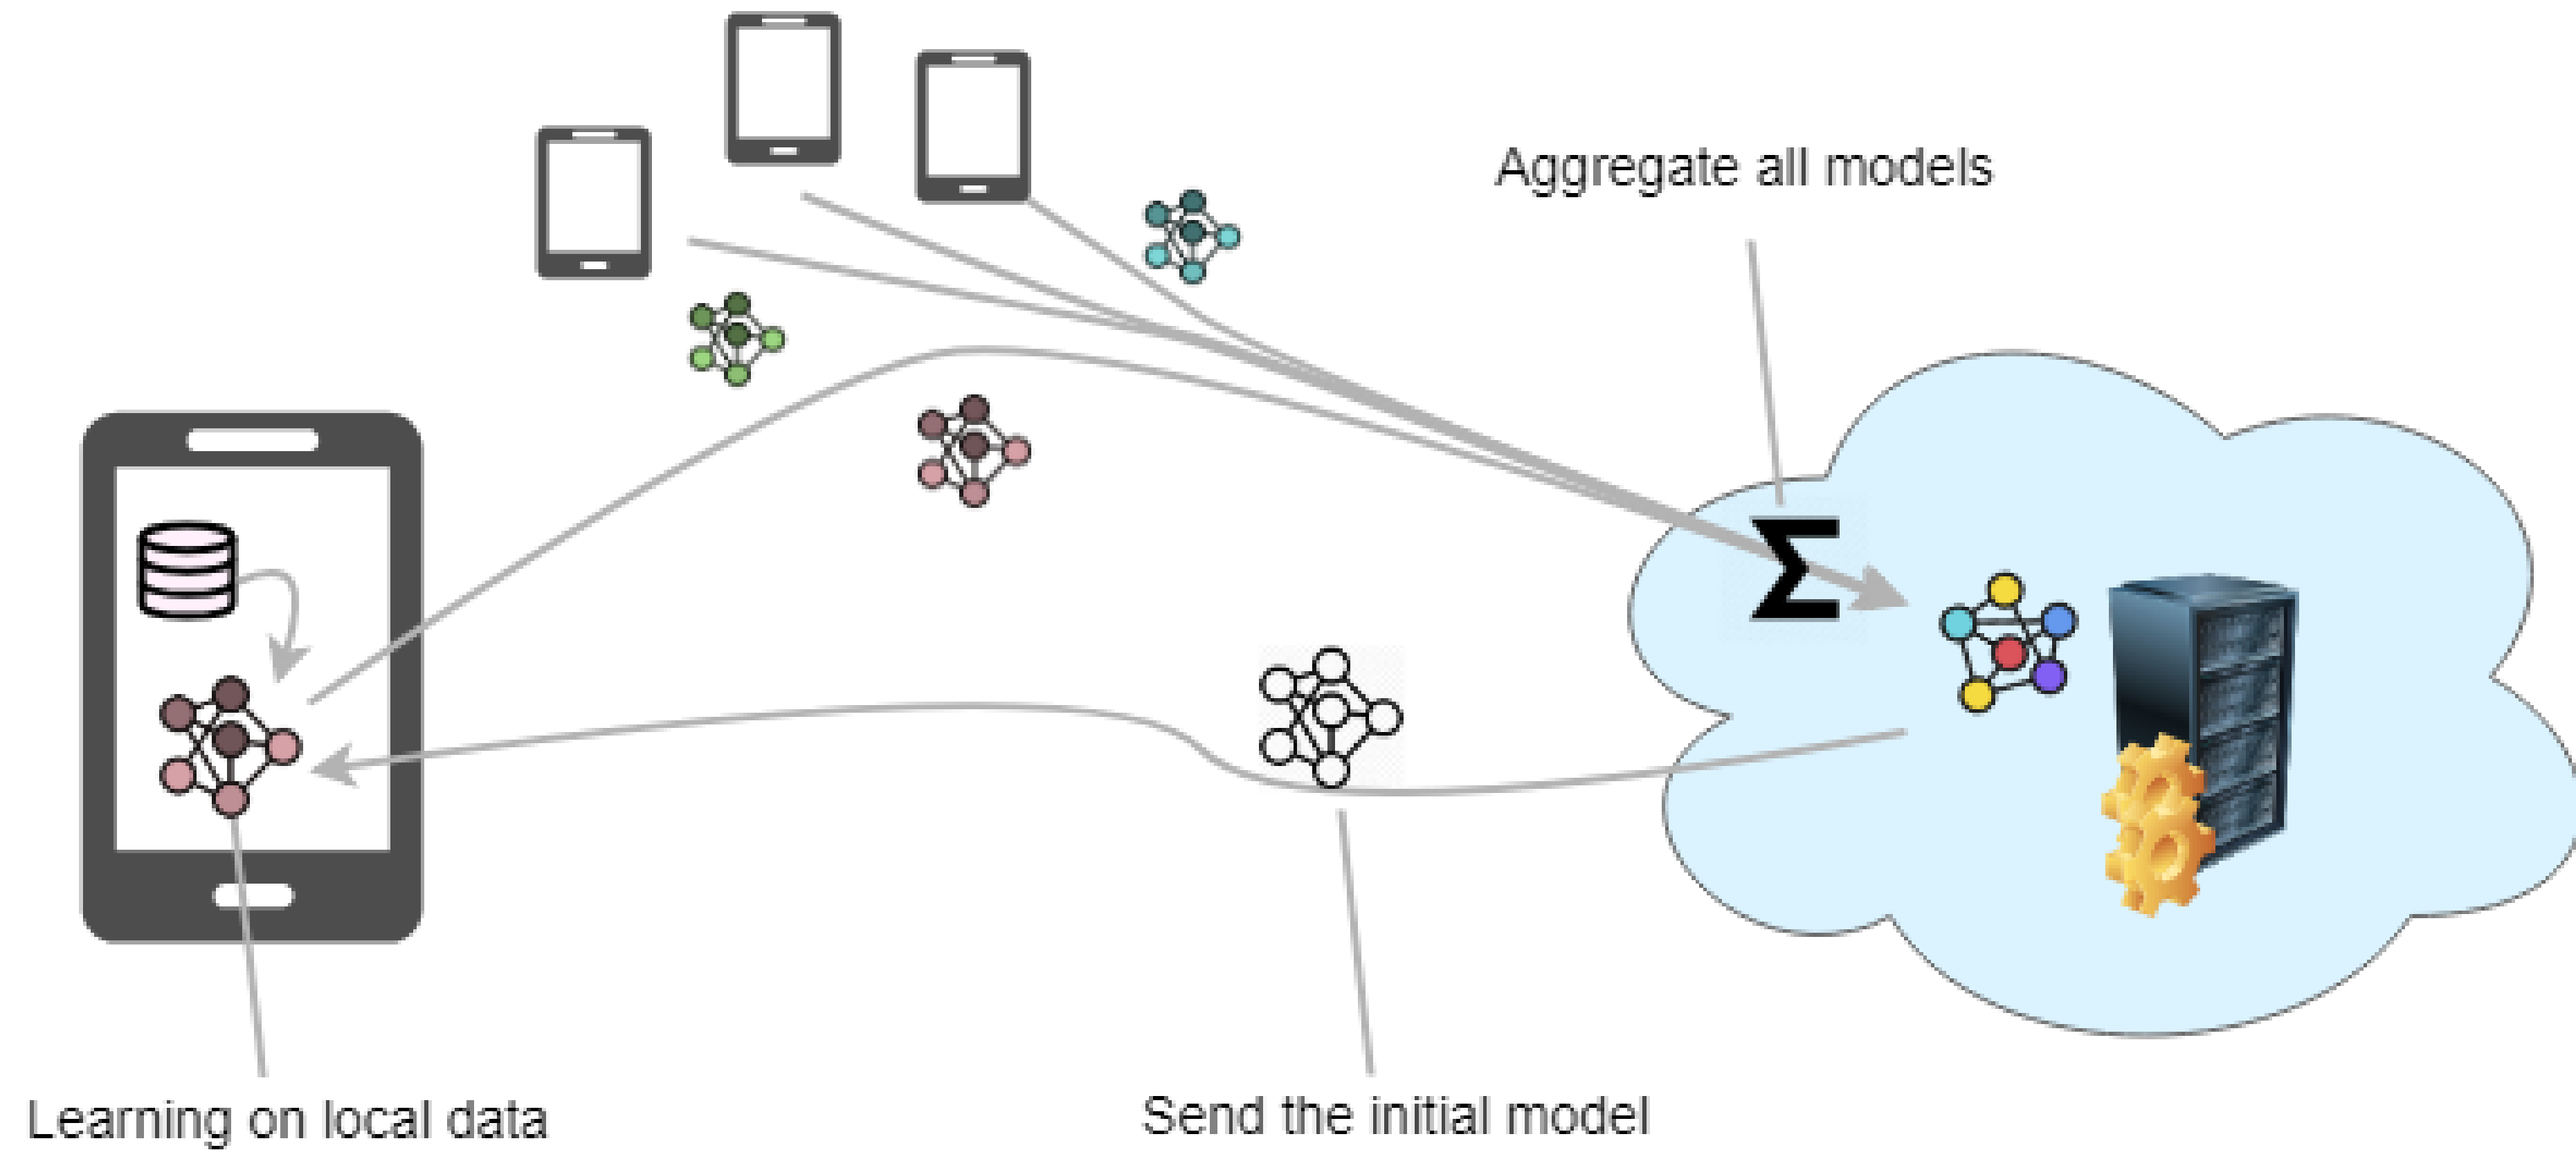 Aggregate all models
Σ
Learning on local data
Send the initial model